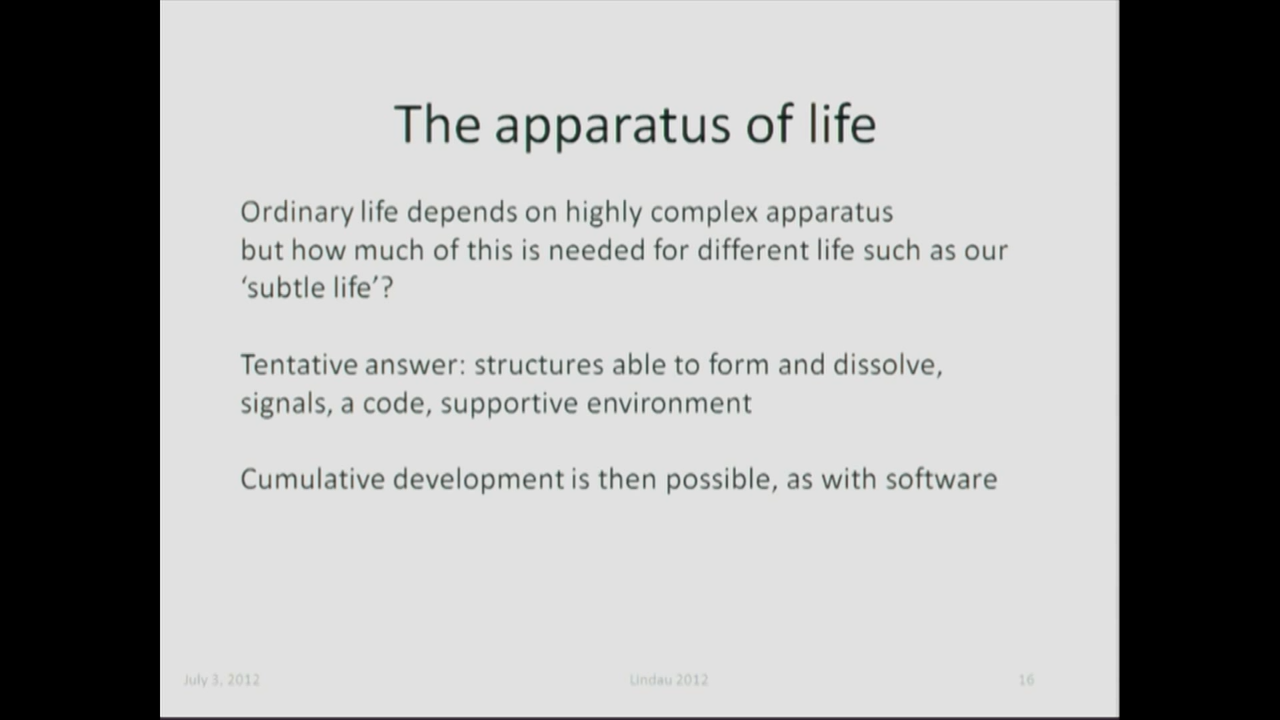 The apparatus of life
Ordinary life depends on highly complex apparatus
but how much of this is needed for different life such as our
‘subtle life’?
Tentative answer: structures able to form and dissolve,
signals, a code, supportive environment
Cumulative development is then possible, as with software
July 3, 2012
Lindau 2012
16